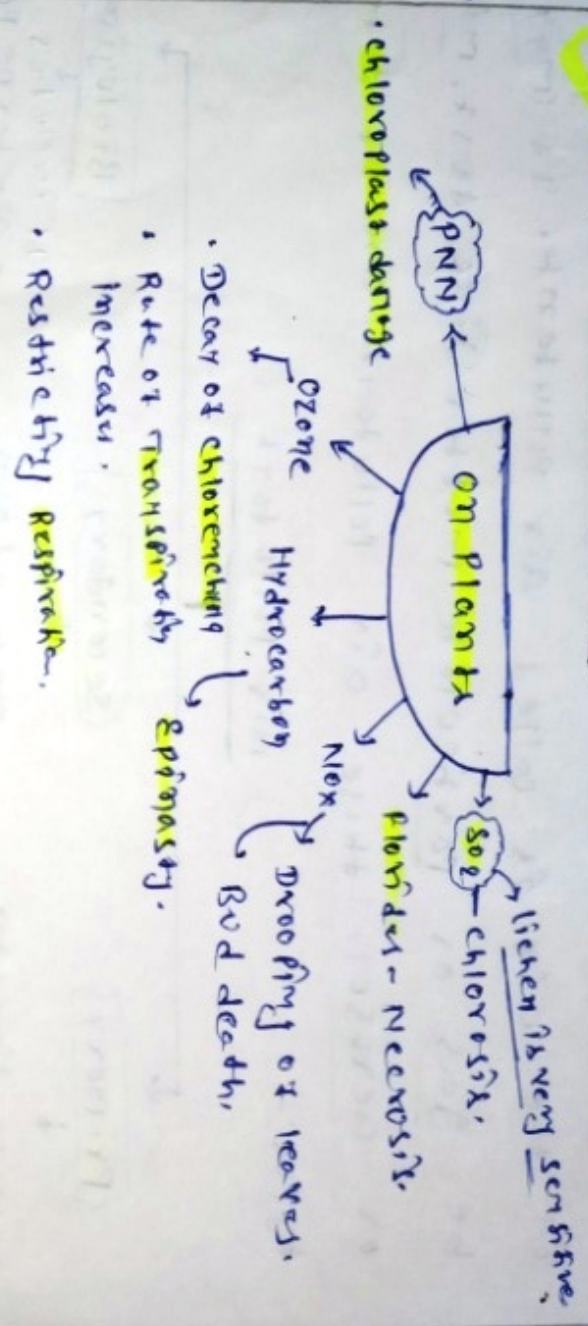 On Plants
PNN
• Chloroplast damage
Ozone
• Decay of chlorenchyma
• Rate of Transpiration
increases.
• Restricting Respiration.
Hydrocarbon
Epinasty.
NOx
Drooping of leaves.
Bud death.
Florides - Necrosis.
SO2 - chlorosis.
lichen is very sensitive.